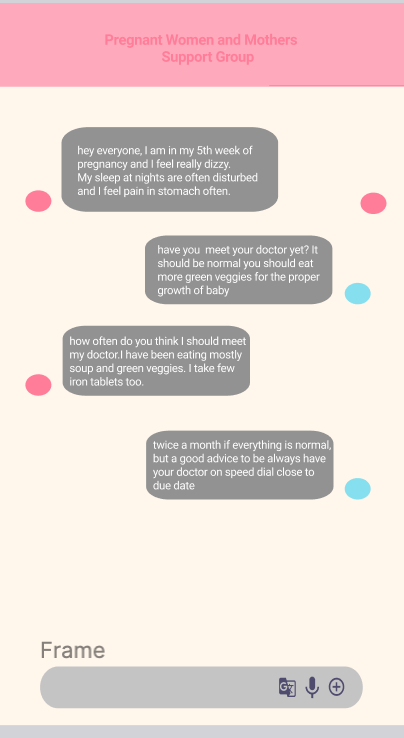 Pregnant Women and Mothers
Support Group
hey everyone, I am in my 5th week of
pregnancy and I feel really dizzy.
My sleep at nights are often disturbed
and I feel pain in stomach often.
have you  meet your doctor yet? It
should be normal you should eat
more green veggies for the proper
growth of baby
how often do you think I should meet
my doctor.I have been eating mostly
soup and green veggies. I take few
iron tablets too.
twice a month if everything is normal,
but a good advice to be always have
your doctor on speed dial close to
due date
Frame